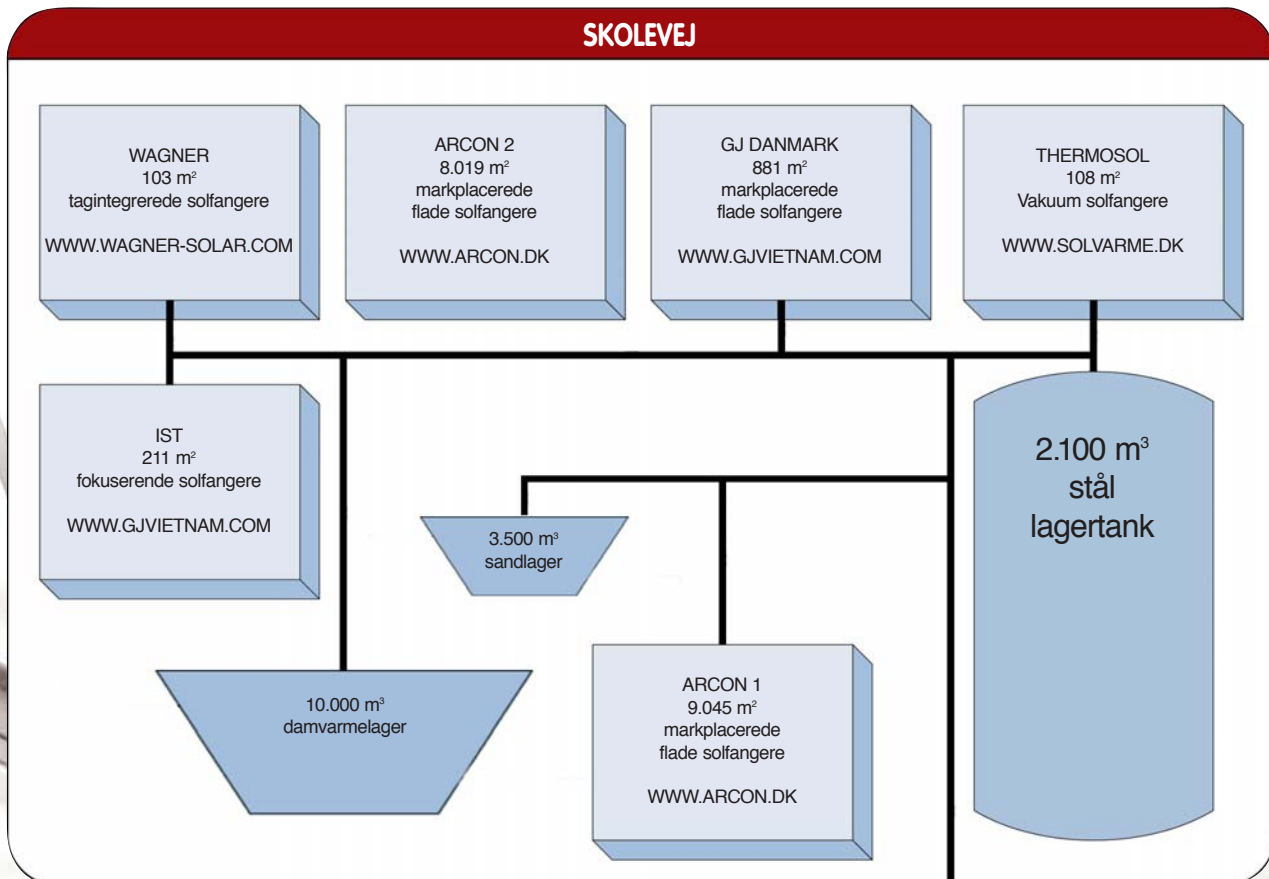 SKOLEVEJ
WAGNER
103 m²
tagintegrerede solfangere
WWW.WAGNER-SOLAR.COM
ARCON 2
8.019 m²
markplacerede
flade solfangere
WWW.ARCON.DK
GJ DANMARK
881 m²
markplacerede
flade solfangere
WWW.GJVIETNAM.COM
THERMOSOL
108 m²
Vakuum solfangere
WWW.SOLVARME.DK
IST
211 m²
fokuserende solfangere
WWW.GJVIETNAM.COM
3.500 m³
sandlager
2.100 m³
stål
lagertank
10.000 m³
damvarmelager
ARCON 1
9.045 m²
markplacerede
flade solfangere
WWW.ARCON.DK